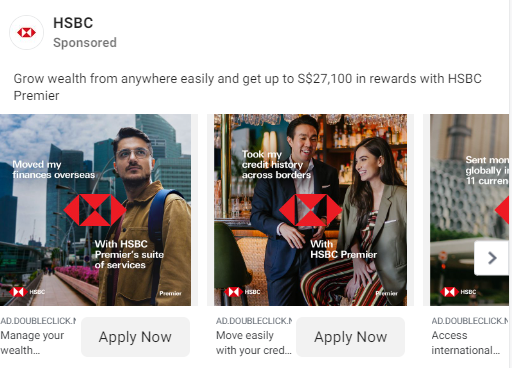 HSBC
Sponsored
Grow wealth from anywhere easily and get up to S$27,100 in rewards with HSBC
Premier
Moved my
finances overseas
With HSBC
Premier's suite
of services
HSBC
Premier
Took my
credit history
across borders
With
HSBC Premier
HSBC
Premier
Sent mon
globally i
11 curren
HSBC
AD.DOUBLECLICK.N
Manage your
wealth...
Apply Now
AD.DOUBLECLICK.N
Move easily
with your cred...
Apply Now
AD.DOUBLECLICK.N
Access
international...